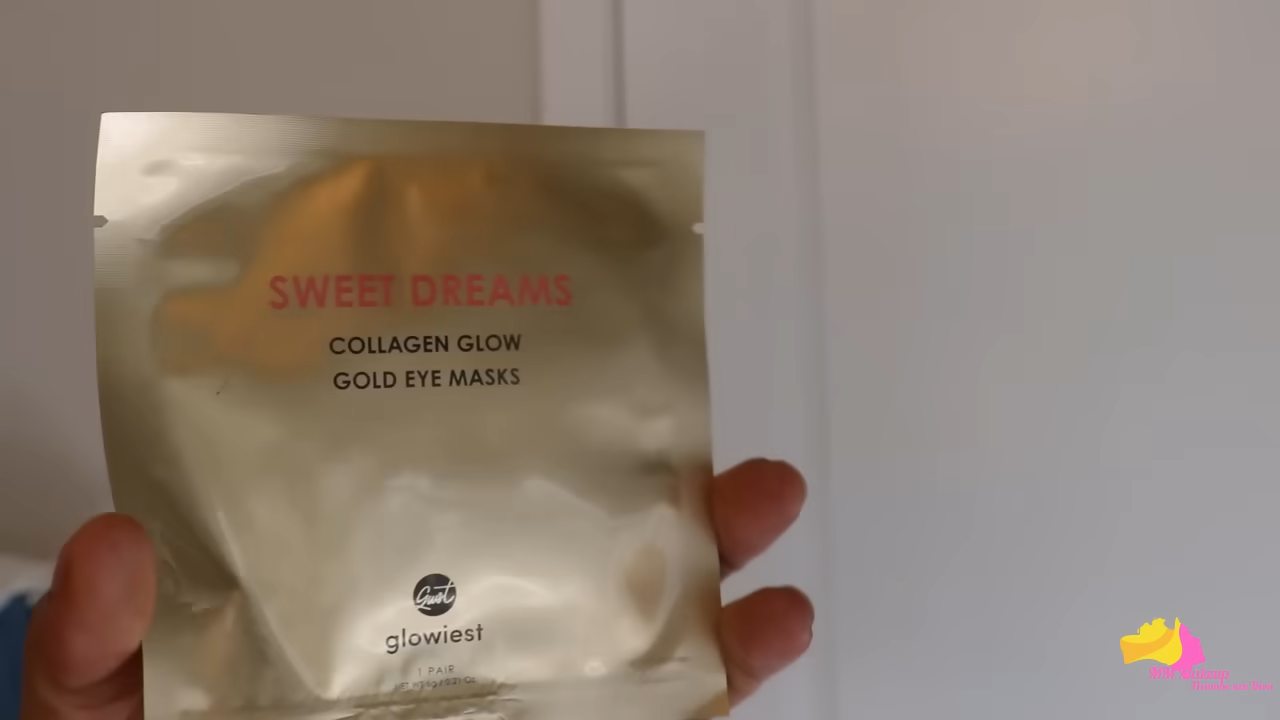 SWEET DREAMS
COLLAGEN GLOW
GOLD EYE MASKS
glowiest
1 PAIR